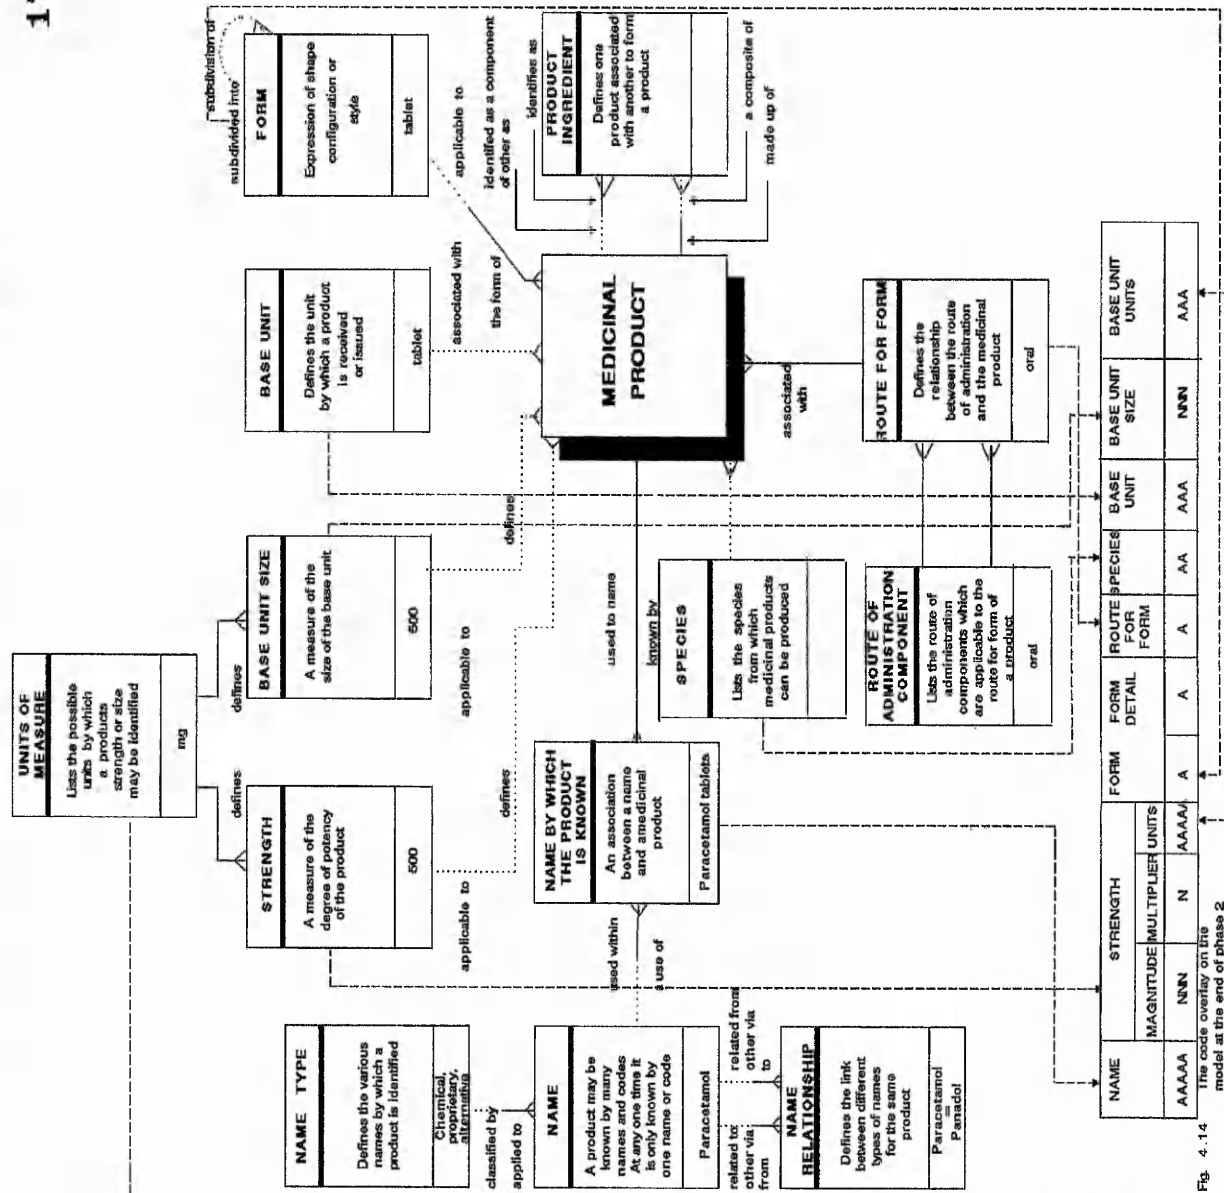 17
UNITS OF
MEASURE
Lists the possible
units by which
a products
strength or size
may be identified
mg
defines
defines
STRENGTH
A measure of the
degree of potency
of the product
500
BASE UNIT SIZE
A measure of the
size of the base unit
500
BASE UNIT
Defines the unit
by which a product
is received
or issued
tablet
subdivision of
subdivided into
FORM
Expression of shape
configuration or
style
tablet
applicable to
defines
applicable to
defines
associated with
the form of
applicable to
identified as a component
of other as
identifies as
PRODUCT
INGREDIENT
Defines one
product associated
with another to form
a product
a composite of
made up of
MEDICINAL
PRODUCT
NAME TYPE
Defines the various
names by which a
product is identified
Chemical,
proprietary,
alternative
classified by
applied to
NAME
A product may be
known by many
names and codes
At any one time it
is only known by
one name or code
Paracetamol
used within
a use of
NAME BY WHICH
THE PRODUCT
IS KNOWN
An association
between a name
and amedicinal
product
Paracetamol tablets
used to name
known by
SPECIES
Lists the species
from which
medicinal products
can be produced
associated
with
ROUTE FOR FORM
Defines the
relationship
between the route
of administration
and the medicinal
product
oral
ROUTE OF
ADMINISTRATION
COMPONENT
Lists the route of
administration
components which
are applicable to the
route for form of
a product
oral
related to
other via
from
related from
other via
to
NAME
RELATIONSHIP
Defines the link
between different
types of names
for the same
product
Paracetamol
=
Panadol
NAME STRENGTH FORM FORM DETAIL ROUTE FOR FORM SPECIES BASE UNIT BASE UNIT SIZE BASE UNIT UNITS
MAGNITUDE MULTIPLIER UNITS
AAAAA NNN N AAAA A A A AA AAA NNN AAA
Fig. 4.14 The code overlay on the
model at the end of phase 2